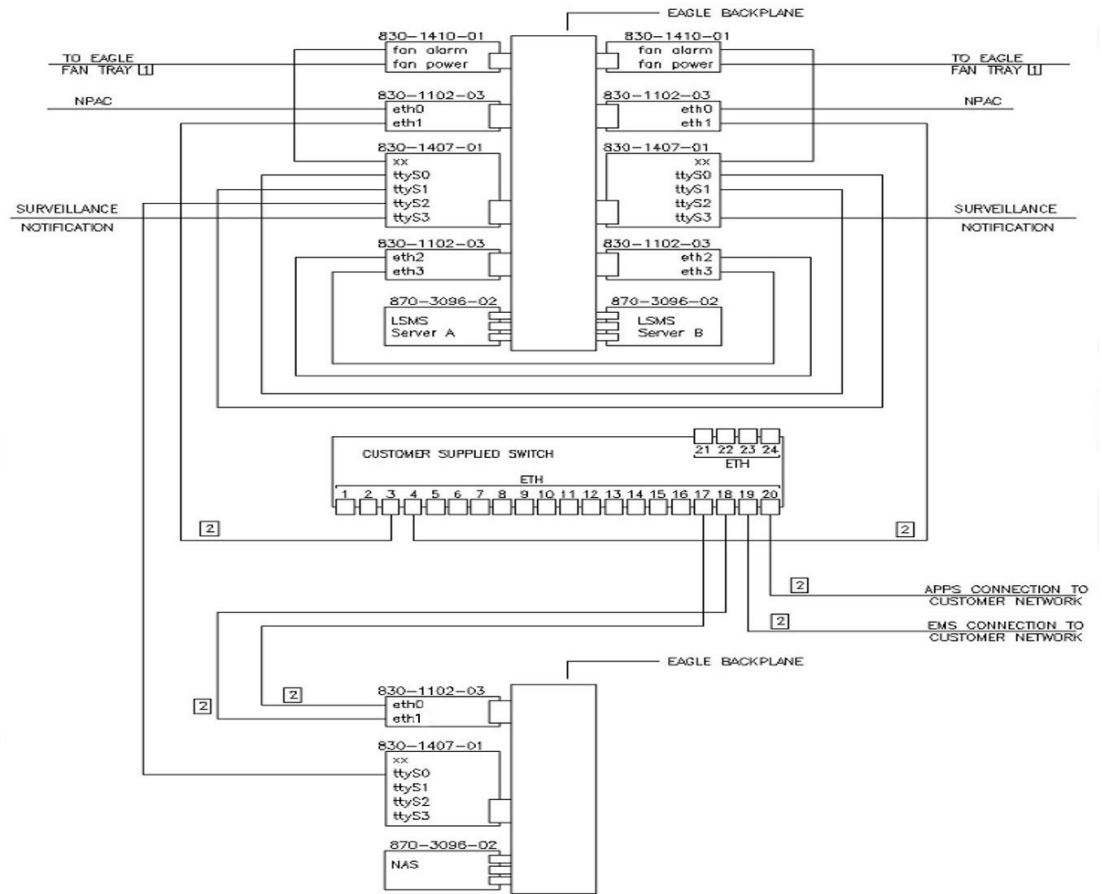 EAGLE BACKPLANE
830-1410-01
830-1410-01
fan alarm
fan power
fan alarm
fan power
TO EAGLE
FAN TRAY 1
TO EAGLE
FAN TRAY 1
830-1102-03
830-1102-03
NPAC
eth0
eth1
eth0
eth1
NPAC
830-1407-01
830-1407-01
xx
ttyS0
ttyS1
ttyS2
ttyS3
xx
ttyS0
ttyS1
ttyS2
ttyS3
SURVEILLANCE
NOTIFICATION
SURVEILLANCE
NOTIFICATION
830-1102-03
830-1102-03
eth2
eth3
eth2
eth3
870-3096-02
870-3096-02
LSMS
Server A
LSMS
Server B
CUSTOMER SUPPLIED SWITCH
21 22 23 24
ETH
ETH
1 2 3 4 5 6 7 8 9 10 11 12 13 14 15 16 17 18 19 20
2
2
2
APPS CONNECTION TO
CUSTOMER NETWORK
2
EMS CONNECTION TO
CUSTOMER NETWORK
EAGLE BACKPLANE
2
2
830-1102-03
eth0
eth1
830-1407-01
xx
ttyS0
ttyS1
ttyS2
ttyS3
870-3096-02
NAS